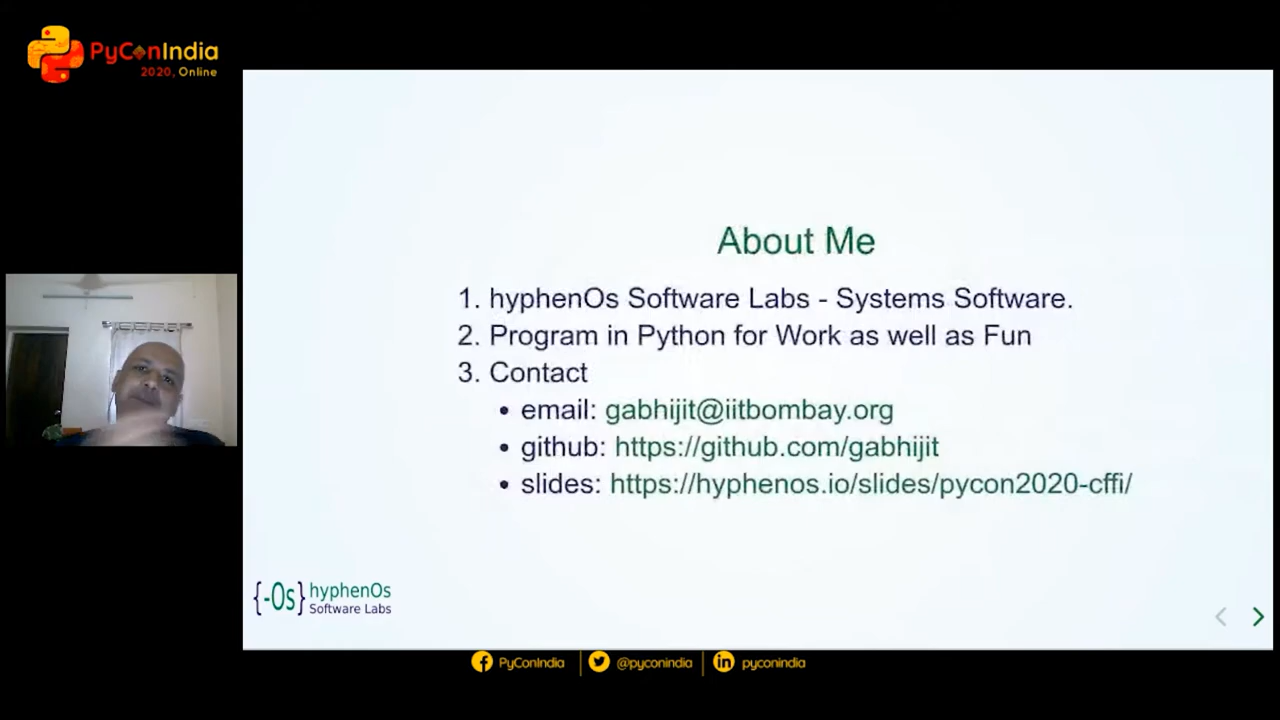 PyConIndia
2020, Online
About Me
1. hyphenOs Software Labs - Systems Software.
2. Program in Python for Work as well as Fun
3. Contact
• email: gabhijit@iitbombay.org
• github: https://github.com/gabhijit
• slides: https://hyphenos.io/slides/pycon2020-cffi/
{-Os} hyphenOs
Software Labs
PyConIndia
@pyconindia
pyconindia